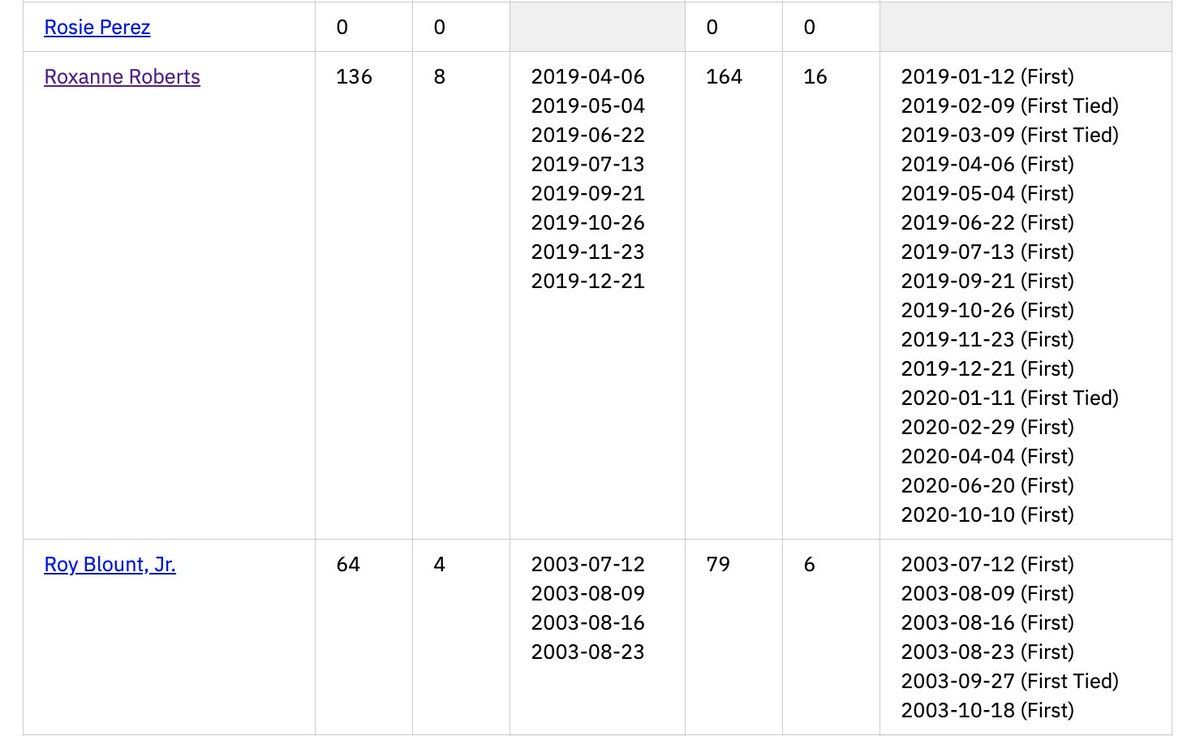 Rosie Perez 0 0 0 0
Roxanne Roberts 136 8 2019-04-06 164 16 2019-01-12 (First)
2019-05-04 2019-02-09 (First Tied)
2019-06-22 2019-03-09 (First Tied)
2019-07-13 2019-04-06 (First)
2019-09-21 2019-05-04 (First)
2019-10-26 2019-06-22 (First)
2019-11-23 2019-07-13 (First)
2019-12-21 2019-09-21 (First)
2019-10-26 (First)
2019-11-23 (First)
2019-12-21 (First)
2020-01-11 (First Tied)
2020-02-29 (First)
2020-04-04 (First)
2020-06-20 (First)
2020-10-10 (First)
Roy Blount, Jr. 64 4 2003-07-12 79 6 2003-07-12 (First)
2003-08-09 2003-08-09 (First)
2003-08-16 2003-08-16 (First)
2003-08-23 2003-08-23 (First)
2003-09-27 (First Tied)
2003-10-18 (First)